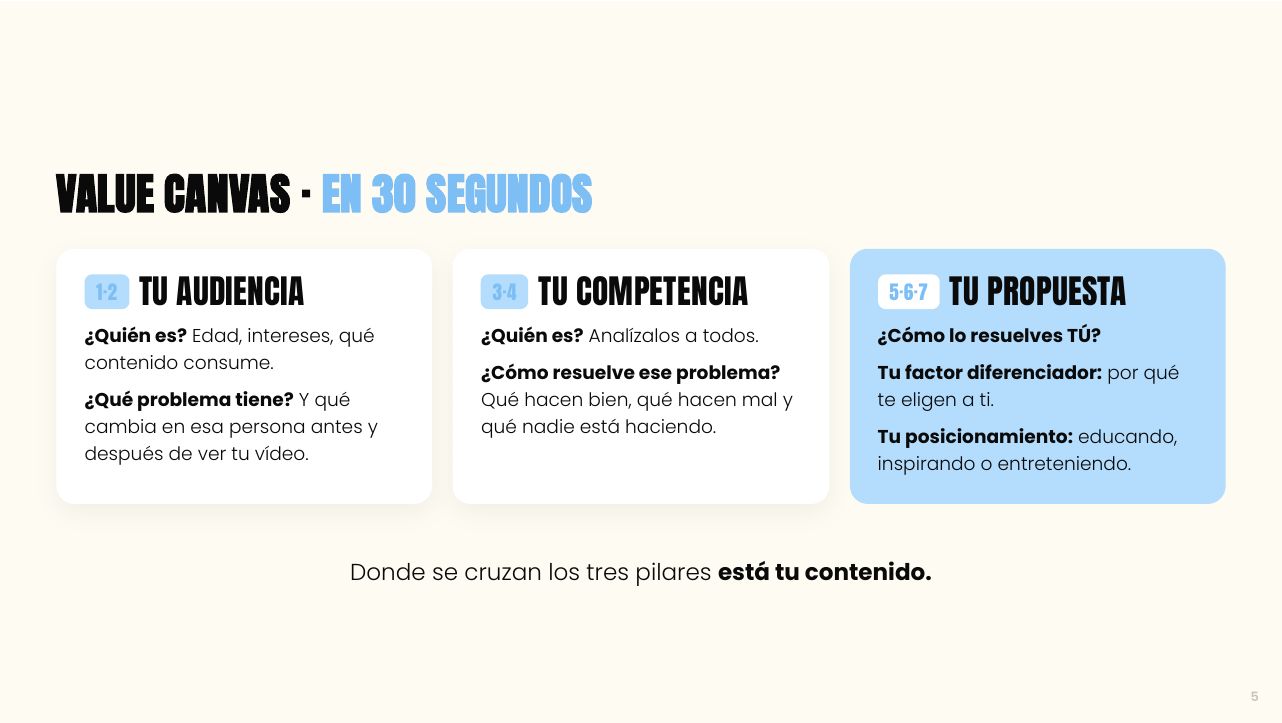 VALUE CANVAS · EN 30 SEGUNDOS
1·2 TU AUDIENCIA
¿Quién es? Edad, intereses, qué
contenido consume.
¿Qué problema tiene? Y qué
cambia en esa persona antes y
después de ver tu vídeo.
3·4 TU COMPETENCIA
¿Quién es? Analízalos a todos.
¿Cómo resuelve ese problema?
Qué hacen bien, qué hacen mal y
qué nadie está haciendo.
5·6·7 TU PROPUESTA
¿Cómo lo resuelves TÚ?
Tu factor diferenciador: por qué
te eligen a ti.
Tu posicionamiento: educando,
inspirando o entreteniendo.
Donde se cruzan los tres pilares está tu contenido.
5